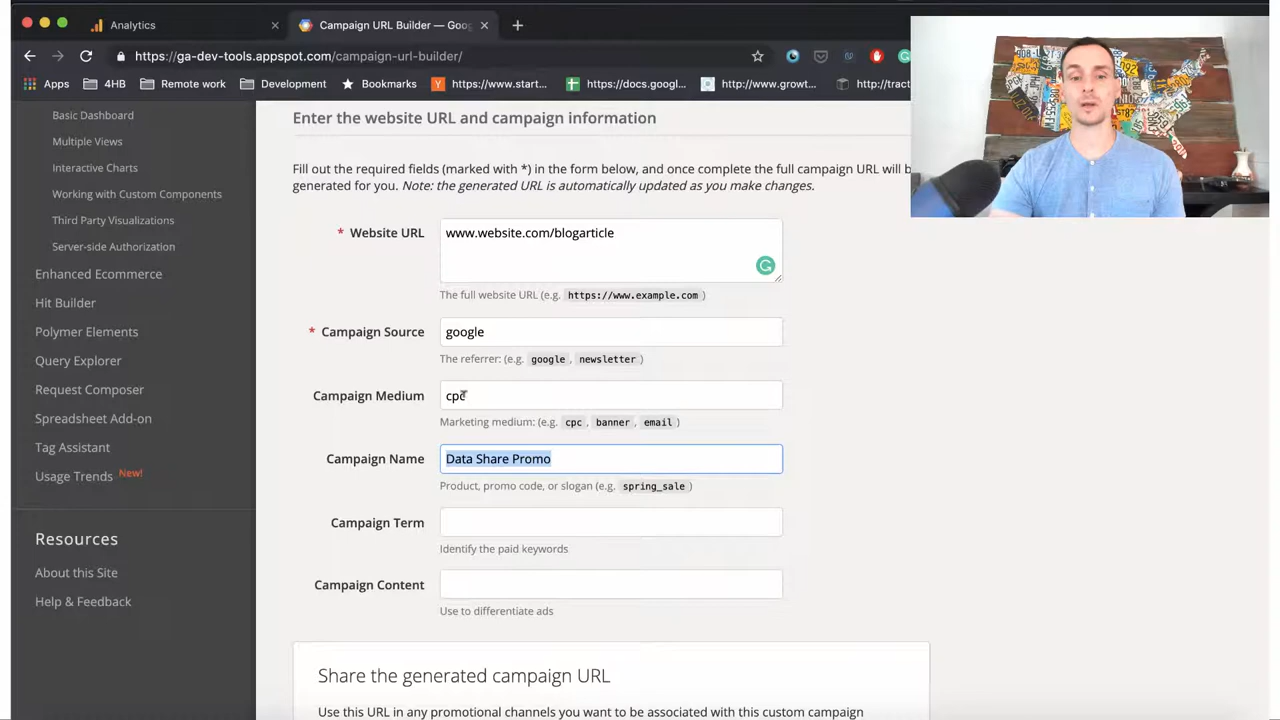 Analytics
Campaign URL Builder — Goog
https://ga-dev-tools.appspot.com/campaign-url-builder/
Apps
4HB
Remote work
Development
Bookmarks
https://www.start...
https://docs.googl...
http://www.growt...
http://tract
Basic Dashboard
Multiple Views
Interactive Charts
Working with Custom Components
Third Party Visualizations
Server-side Authorization
Enhanced Ecommerce
Hit Builder
Polymer Elements
Query Explorer
Request Composer
Spreadsheet Add-on
Tag Assistant
Usage Trends New!
Resources
About this Site
Help & Feedback
Enter the website URL and campaign information
Fill out the required fields (marked with *) in the form below, and once complete the full campaign URL will be
generated for you. Note: the generated URL is automatically updated as you make changes.
* Website URL
www.website.com/blogarticle
The full website URL (e.g. https://www.example.com )
* Campaign Source
google
The referrer: (e.g. google , newsletter )
Campaign Medium
cpc
Marketing medium: (e.g. cpc , banner , email )
Campaign Name
Data Share Promo
Product, promo code, or slogan (e.g. spring_sale )
Campaign Term
Identify the paid keywords
Campaign Content
Use to differentiate ads
Share the generated campaign URL
Use this URL in any promotional channels you want to be associated with this custom campaign